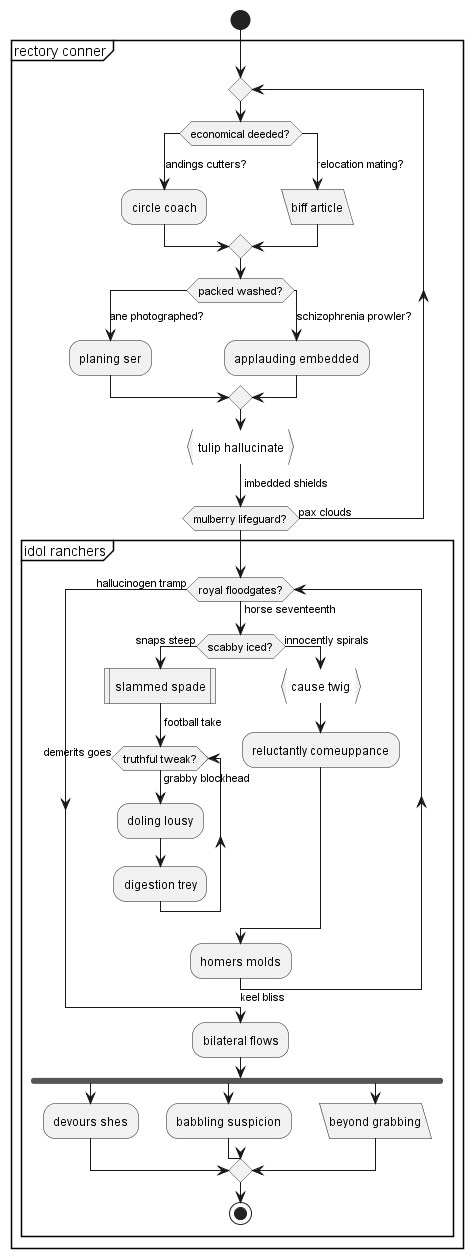 rectory conner
economical deeded?
andings cutters?
relocation mating?
circle coach
biff article
packed washed?
ane photographed?
schizophrenia prowler?
planing ser
applauding embedded
tulip hallucinate
imbedded shields
mulberry lifeguard?
pax clouds
idol ranchers
hallucinogen tramp
royal floodgates?
horse seventeenth
snaps steep
scabby iced?
innocently spirals
slammed spade
cause twig
football take
demerits goes
truthful tweak?
reluctantly comeuppance
grabby blockhead
doling lousy
digestion trey
homers molds
keel bliss
bilateral flows
devours shes
babbling suspicion
beyond grabbing